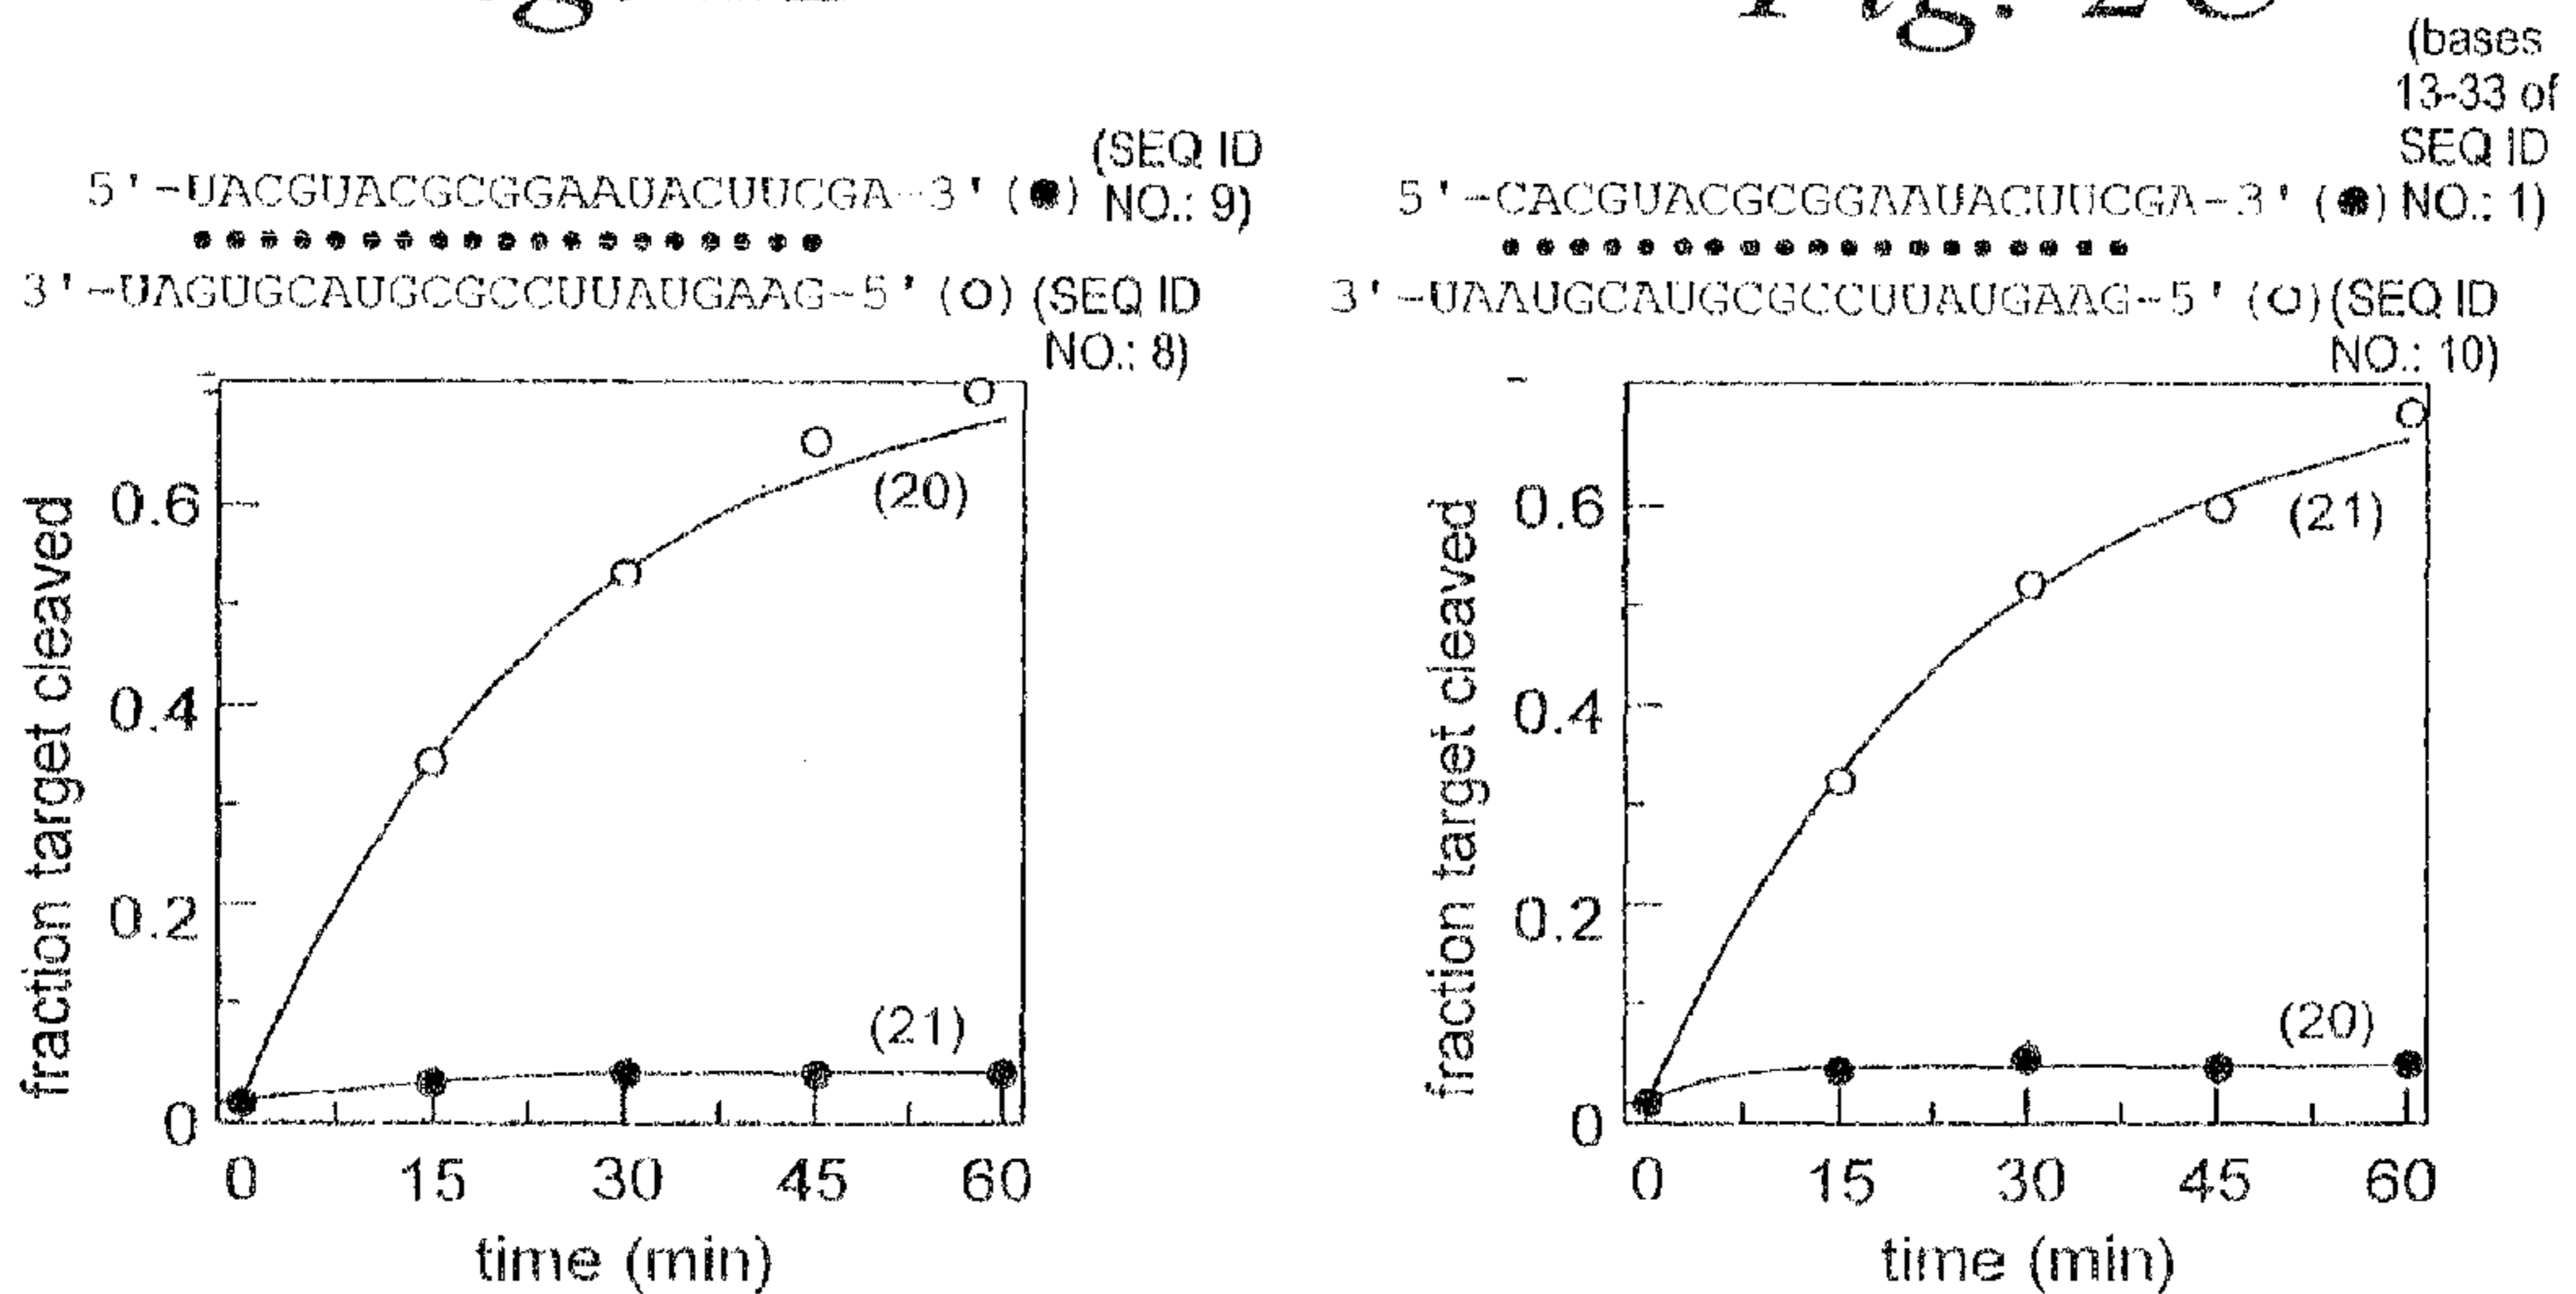 Fig. 2C
(bases
13-33 of
SEQ ID
NO.: 1)
(SEQ ID
NO.: 9)
5'-UACGUACGCGGAAUACUUCGA-3' (●)
3'-UAGUGCAUGCGCCUUAUGAAG-5' (O) (SEQ ID
NO.: 8)
5'-CACGUACGCGGAAUACUUCGA-3' (●)
3'-UAAUGCAUGCGCCUUAUGAAG-5' (O) (SEQ ID
NO.: 10)
fraction target cleaved
0.6
0.4
0.2
0
(20)
(21)
0 15 30 45 60
time (min)
fraction target cleaved
0.6
0.4
0.2
0
(21)
(20)
0 15 30 45 60
time (min)